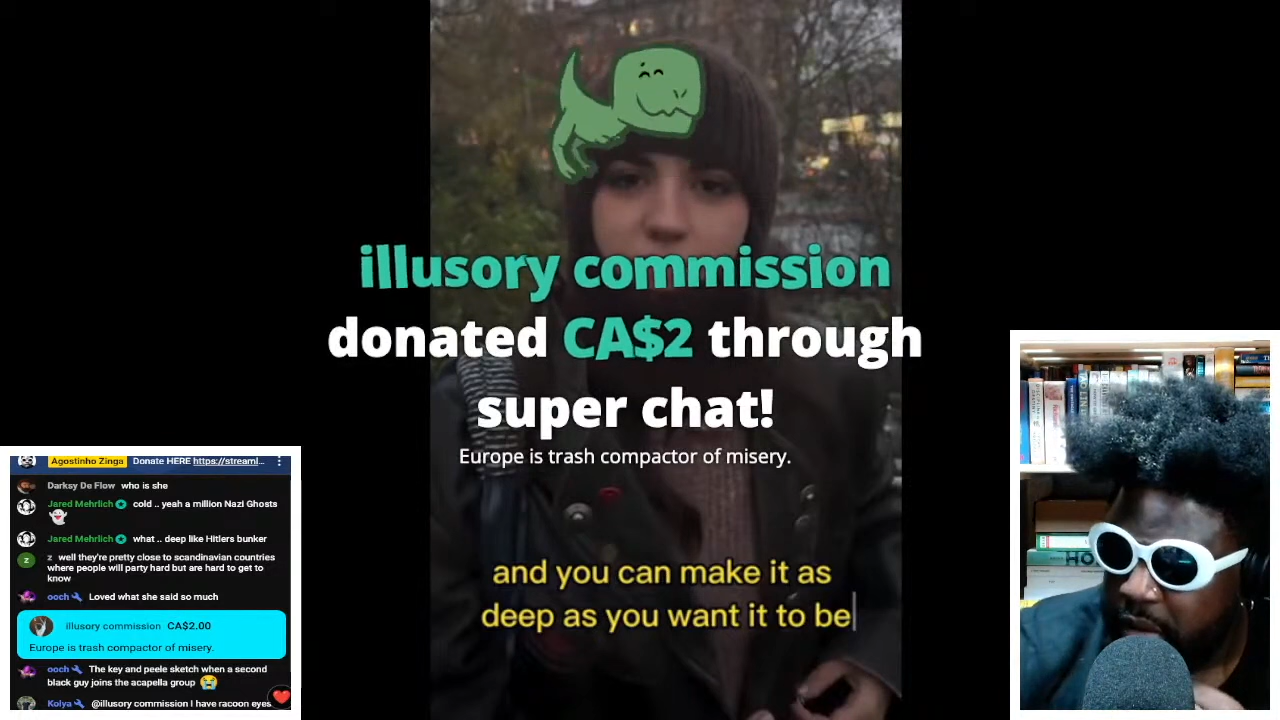 illusory commission
donated CA$2 through
super chat!
Europe is trash compactor of misery.
and you can make it as
deep as you want it to be
Agostinho Zinga Donate HERE https://streaml...
Darksy De Flow who is she
Jared Mehrlich cold .. yeah a million Nazi Ghosts
👻
Jared Mehrlich what .. deep like Hitlers bunker
z well they're pretty close to scandinavian countries
where people will party hard but are hard to get to
know
ooch Loved what she said so much
illusory commission CA$2.00
Europe is trash compactor of misery.
ooch The key and peele sketch when a second
black guy joins the acapella group 😭
Kolya @illusory commission I have racoon eyes